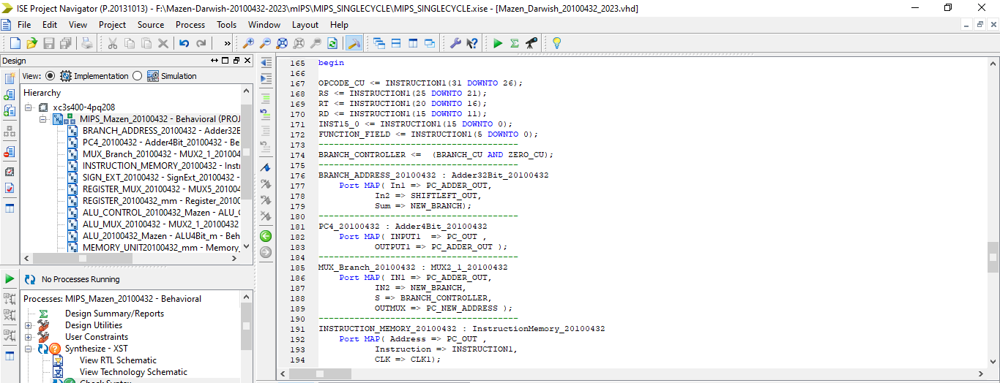 ISE Project Navigator (P.20131013) - F:\Mazen-Darwish-20100432-2023\mIPS\MIPS_SINGLECYCLE\MIPS_SINGLECYCLE.xise - [Mazen_Darwish_20100432_2023.vhd]
File Edit View Project Source Process Tools Window Layout Help
Design
View: Implementation Simulation
Hierarchy
xc3s400-4pq208
MIPS_Mazen_20100432 - Behavioral (PROJ
BRANCH_ADDRESS_20100432 - Adder32B
PC4_20100432 - Adder4Bit_20100432 - Be
MUX_Branch_20100432 - MUX2_1_201004
INSTRUCTION_MEMORY_20100432 - Instr
SIGN_EXT_20100432 - SignExt_20100432 -
REGISTER_MUX_20100432 - MUX5_201004
REGISTER_20100432_mm - Register_20100
ALU_CONTROL_20100432_Mazen - ALU_C
ALU_MUX_20100432 - MUX2_1_20100432
ALU_20100432_Mazen - ALU4Bit_m - Beh
MEMORY_UNIT20100432_mm - Memory_
No Processes Running
Processes: MIPS_Mazen_20100432 - Behavioral
Design Summary/Reports
Design Utilities
User Constraints
Synthesize - XST
View RTL Schematic
View Technology Schematic
Check Syntax
165 begin
166
167 OPCODE_CU <= INSTRUCTION1(31 DOWNTO 26);
168 RS <= INSTRUCTION1(25 DOWNTO 21);
169 RT <= INSTRUCTION1(20 DOWNTO 16);
170 RD <= INSTRUCTION1(15 DOWNTO 11);
171 INST15_0 <= INSTRUCTION1(15 DOWNTO 0);
172 FUNCTION_FIELD <= INSTRUCTION1(5 DOWNTO 0);
173 ---------------------------------------
174 BRANCH_CONTROLLER <=  (BRANCH_CU AND ZERO_CU);
175 ---------------------------------------
176 BRANCH_ADDRESS_20100432 : Adder32Bit_20100432
177 Port MAP( In1 => PC_ADDER_OUT,
178 In2 => SHIFTLEFT_OUT,
179 Sum => NEW_BRANCH);
180 ---------------------------------------
181 PC4_20100432 : Adder4Bit_20100432
182 Port MAP( INPUT1  => PC_OUT ,
183 OUTPUT1 => PC_ADDER_OUT );
184 ---------------------------------------
185 MUX_Branch_20100432 : MUX2_1_20100432
186 Port MAP( IN1 => PC_ADDER_OUT,
187 IN2 => NEW_BRANCH,
188 S => BRANCH_CONTROLLER,
189 OUTMUX => PC_NEW_ADDRESS );
190 ---------------------------------------
191 INSTRUCTION_MEMORY_20100432 : InstructionMemory_20100432
192 Port MAP( Address => PC_OUT ,
193 Instruction => INSTRUCTION1,
194 CLK => CLK1);